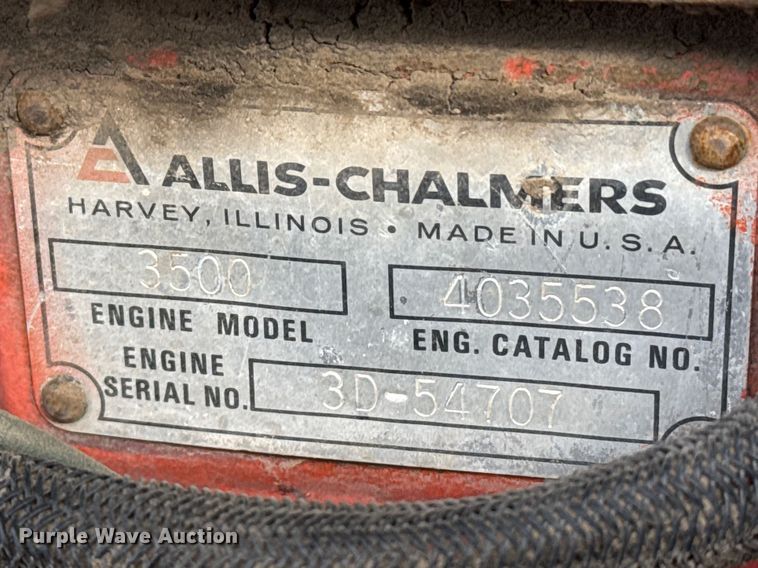 ALLIS-CHALMERS
HARVEY, ILLINOIS • MADE IN U.S.A.
3500 4035538
ENGINE MODEL ENG. CATALOG NO.
ENGINE
SERIAL NO. 3D-54707
Purple Wave Auction